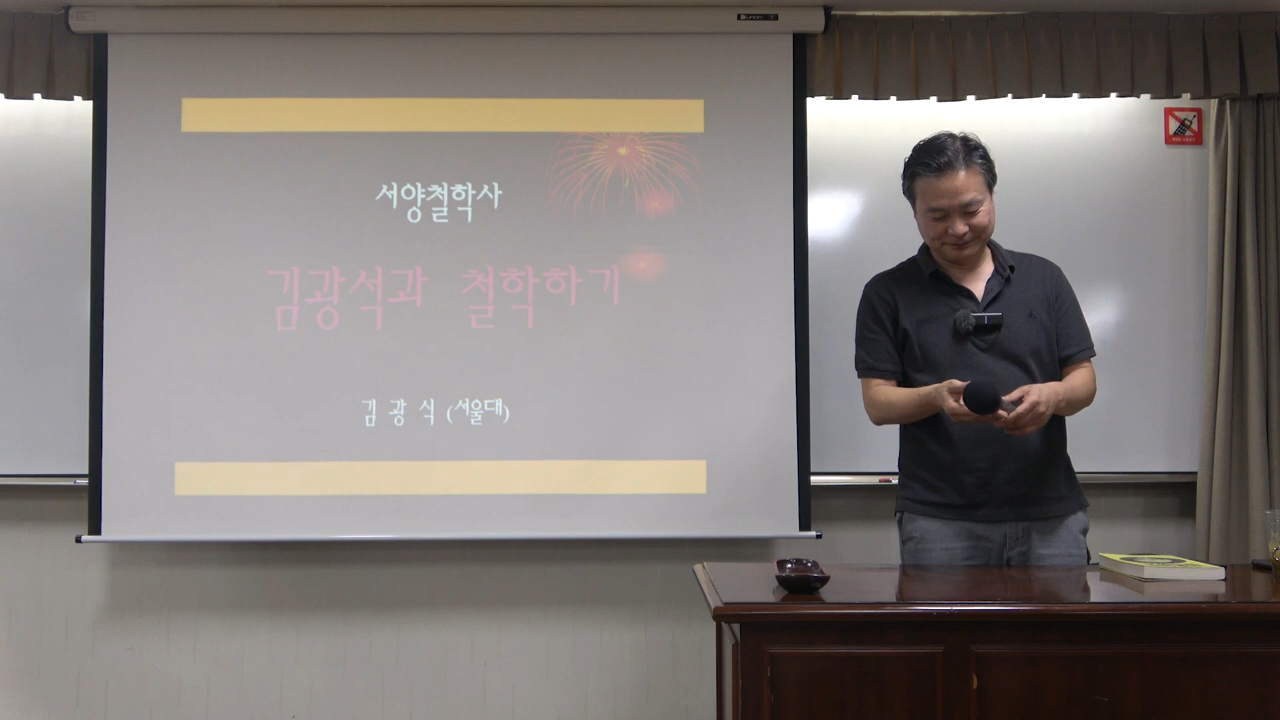 서양철학사
김광석과 철학하기
김 광 식 (서울대)